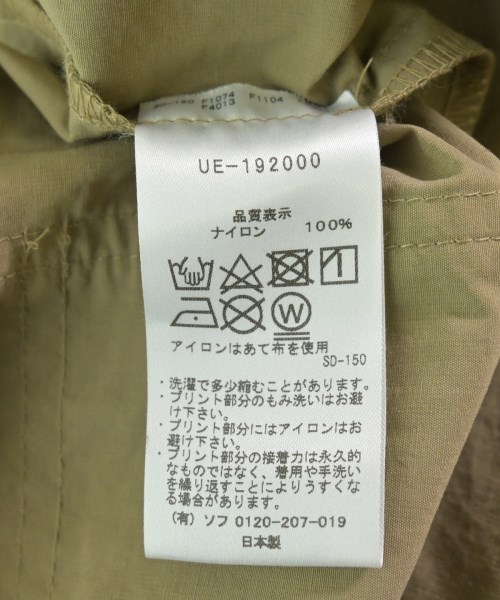 F1074
F4013 F1104
UE-192000
品質表示
ナイロン 100%
W
アイロンはあて布を使用
SD-150
・洗濯で多少縮むことがあります。
・プリント部分のもみ洗いはお避
け下さい。
・プリント部分にはアイロンはお
避け下さい。
・プリント部分の接着力は永久的
なものではなく、着用や手洗い
を繰り返すことによりうすくな
る場合があります。
(有) ソフ 0120-207-019
日本製